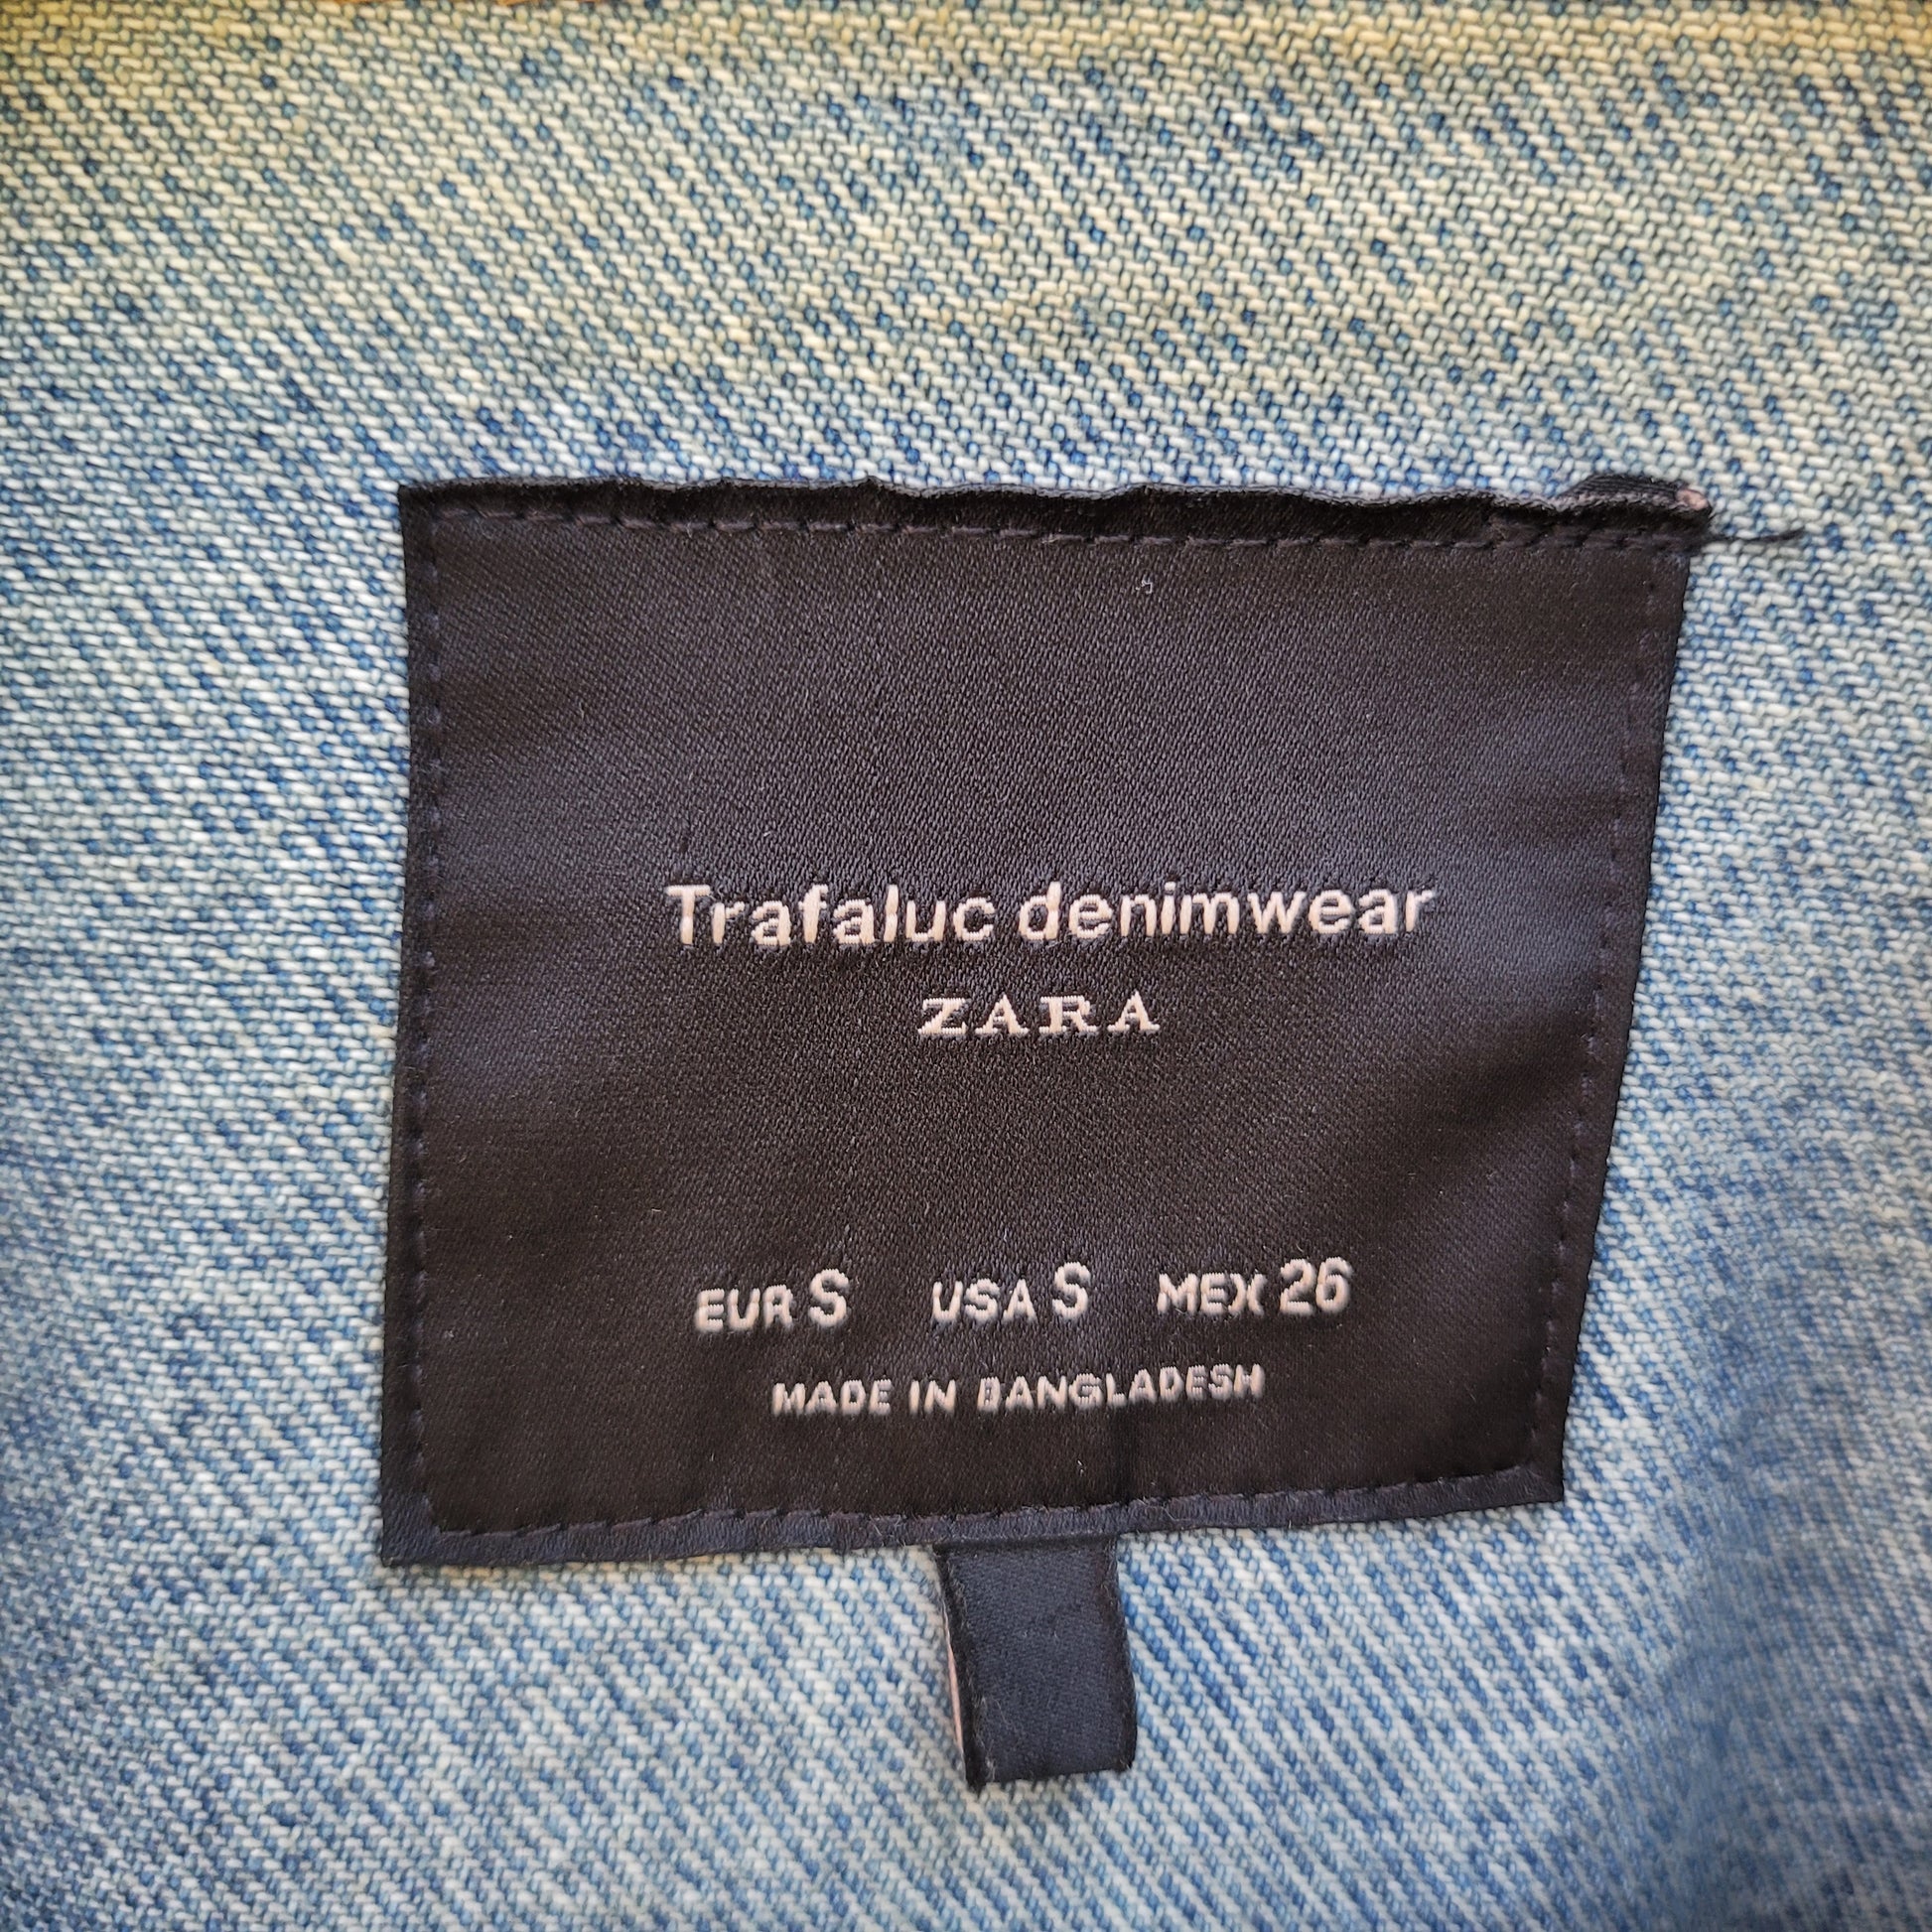 Trafaluc denimwear
ZARA
EUR S USA S MEX 26
MADE IN BANGLADESH